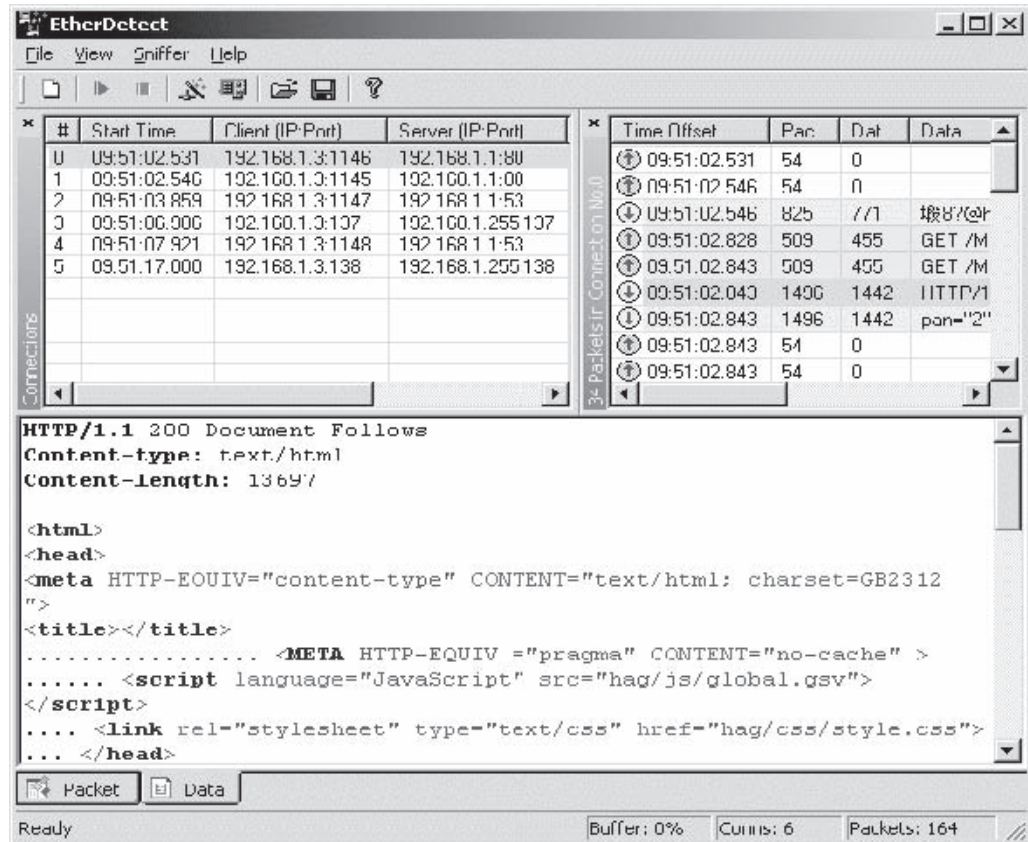 EtherDetect
File View Sniffer Help
# Start Time Client (IP:Port) Server (IP:Port)
0 09:51:02.531 192.168.1.3:1146 192.168.1.1:80
1 09:51:02.546 192.168.1.3:1145 192.168.1.1:80
2 09:51:03.859 192.168.1.3:1147 192.168.1.1:53
3 09:51:06.906 192.168.1.3:137 192.168.1.255:137
4 09:51:07.921 192.168.1.3:1148 192.168.1.1:53
5 09:51:17.000 192.168.1.3:138 192.168.1.255:138
Connections
Time Offset Pac Dat Data
09:51:02.531 54 0
09:51:02.546 54 0
09:51:02.546 825 771
09:51:02.828 509 455 GET /M
09:51:02.843 509 455 GET /M
09:51:02.843 1496 1442 HTTP/1
09:51:02.843 1496 1442 pan="2"
09:51:02.843 54 0
09:51:02.843 54 0
34 Packets in Connection No.0
HTTP/1.1 200 Document Follows
Content-type: text/html
Content-length: 13697
<html>
<head>
<meta HTTP-EQUIV="content-type" CONTENT="text/html; charset=GB2312
">
<title></title>
.................. <META HTTP-EQUIV ="pragma" CONTENT="no-cache" >
...... <script language="JavaScript" src="hag/js/global.gsv">
</script>
.... <link rel="stylesheet" type="text/css" href="hag/css/style.css">
... </head>
Packet Data
Ready Buffer: 0% Conns: 6 Packets: 164